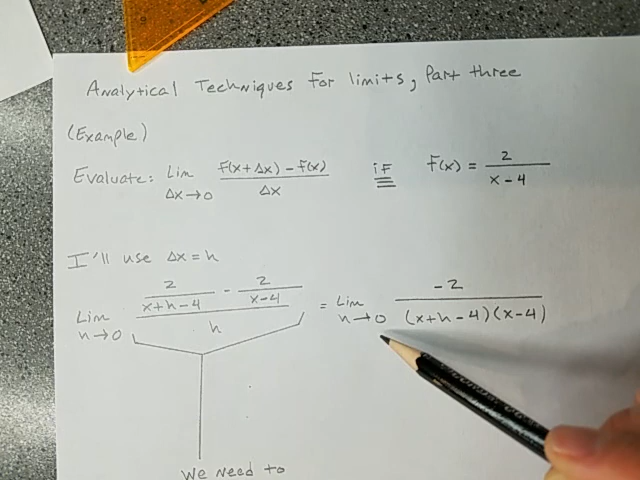 Analytical Techniques for limits, Part three
(Example)
Evaluate: Lim Δx→0 (f(x+Δx) - f(x)) / Δx if f(x) = 2 / (x-4)
I'll use Δx = h
Lim h→0 (2/(x+h-4) - 2/(x-4)) / h = Lim h→0 -2 / ((x+h-4)(x-4))
We need to